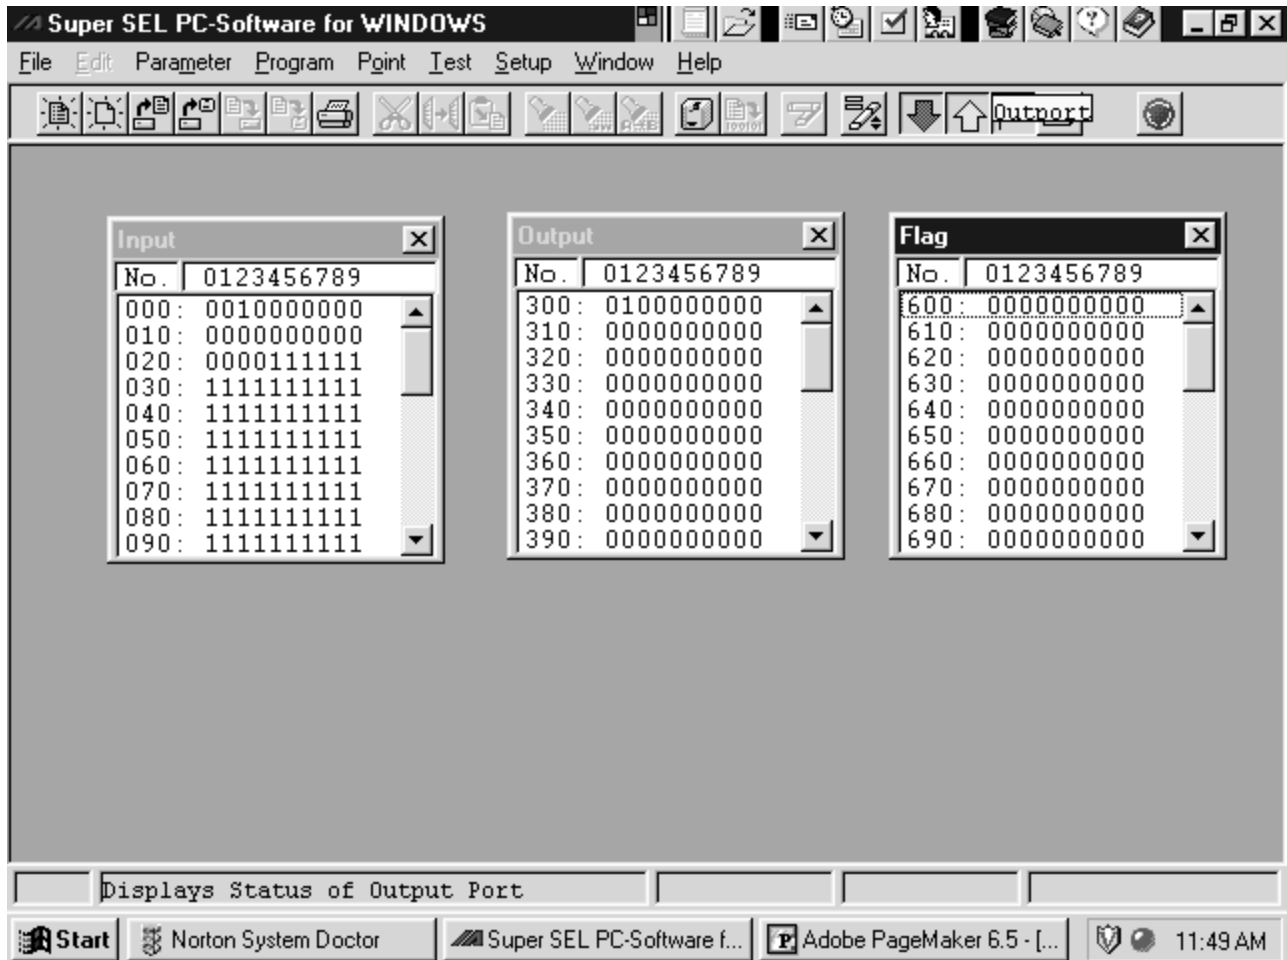 Super SEL PC-Software for WINDOWS
File Edit Parameter Program Point Test Setup Window Help
Outport
Input
No. 0123456789
000: 0010000000
010: 0000000000
020: 0000111111
030: 1111111111
040: 1111111111
050: 1111111111
060: 1111111111
070: 1111111111
080: 1111111111
090: 1111111111
Output
No. 0123456789
300: 0100000000
310: 0000000000
320: 0000000000
330: 0000000000
340: 0000000000
350: 0000000000
360: 0000000000
370: 0000000000
380: 0000000000
390: 0000000000
Flag
No. 0123456789
600: 0000000000
610: 0000000000
620: 0000000000
630: 0000000000
640: 0000000000
650: 0000000000
660: 0000000000
670: 0000000000
680: 0000000000
690: 0000000000
Displays Status of Output Port
Start Norton System Doctor Super SEL PC-Software f... Adobe PageMaker 6.5 - [... 11:49 AM